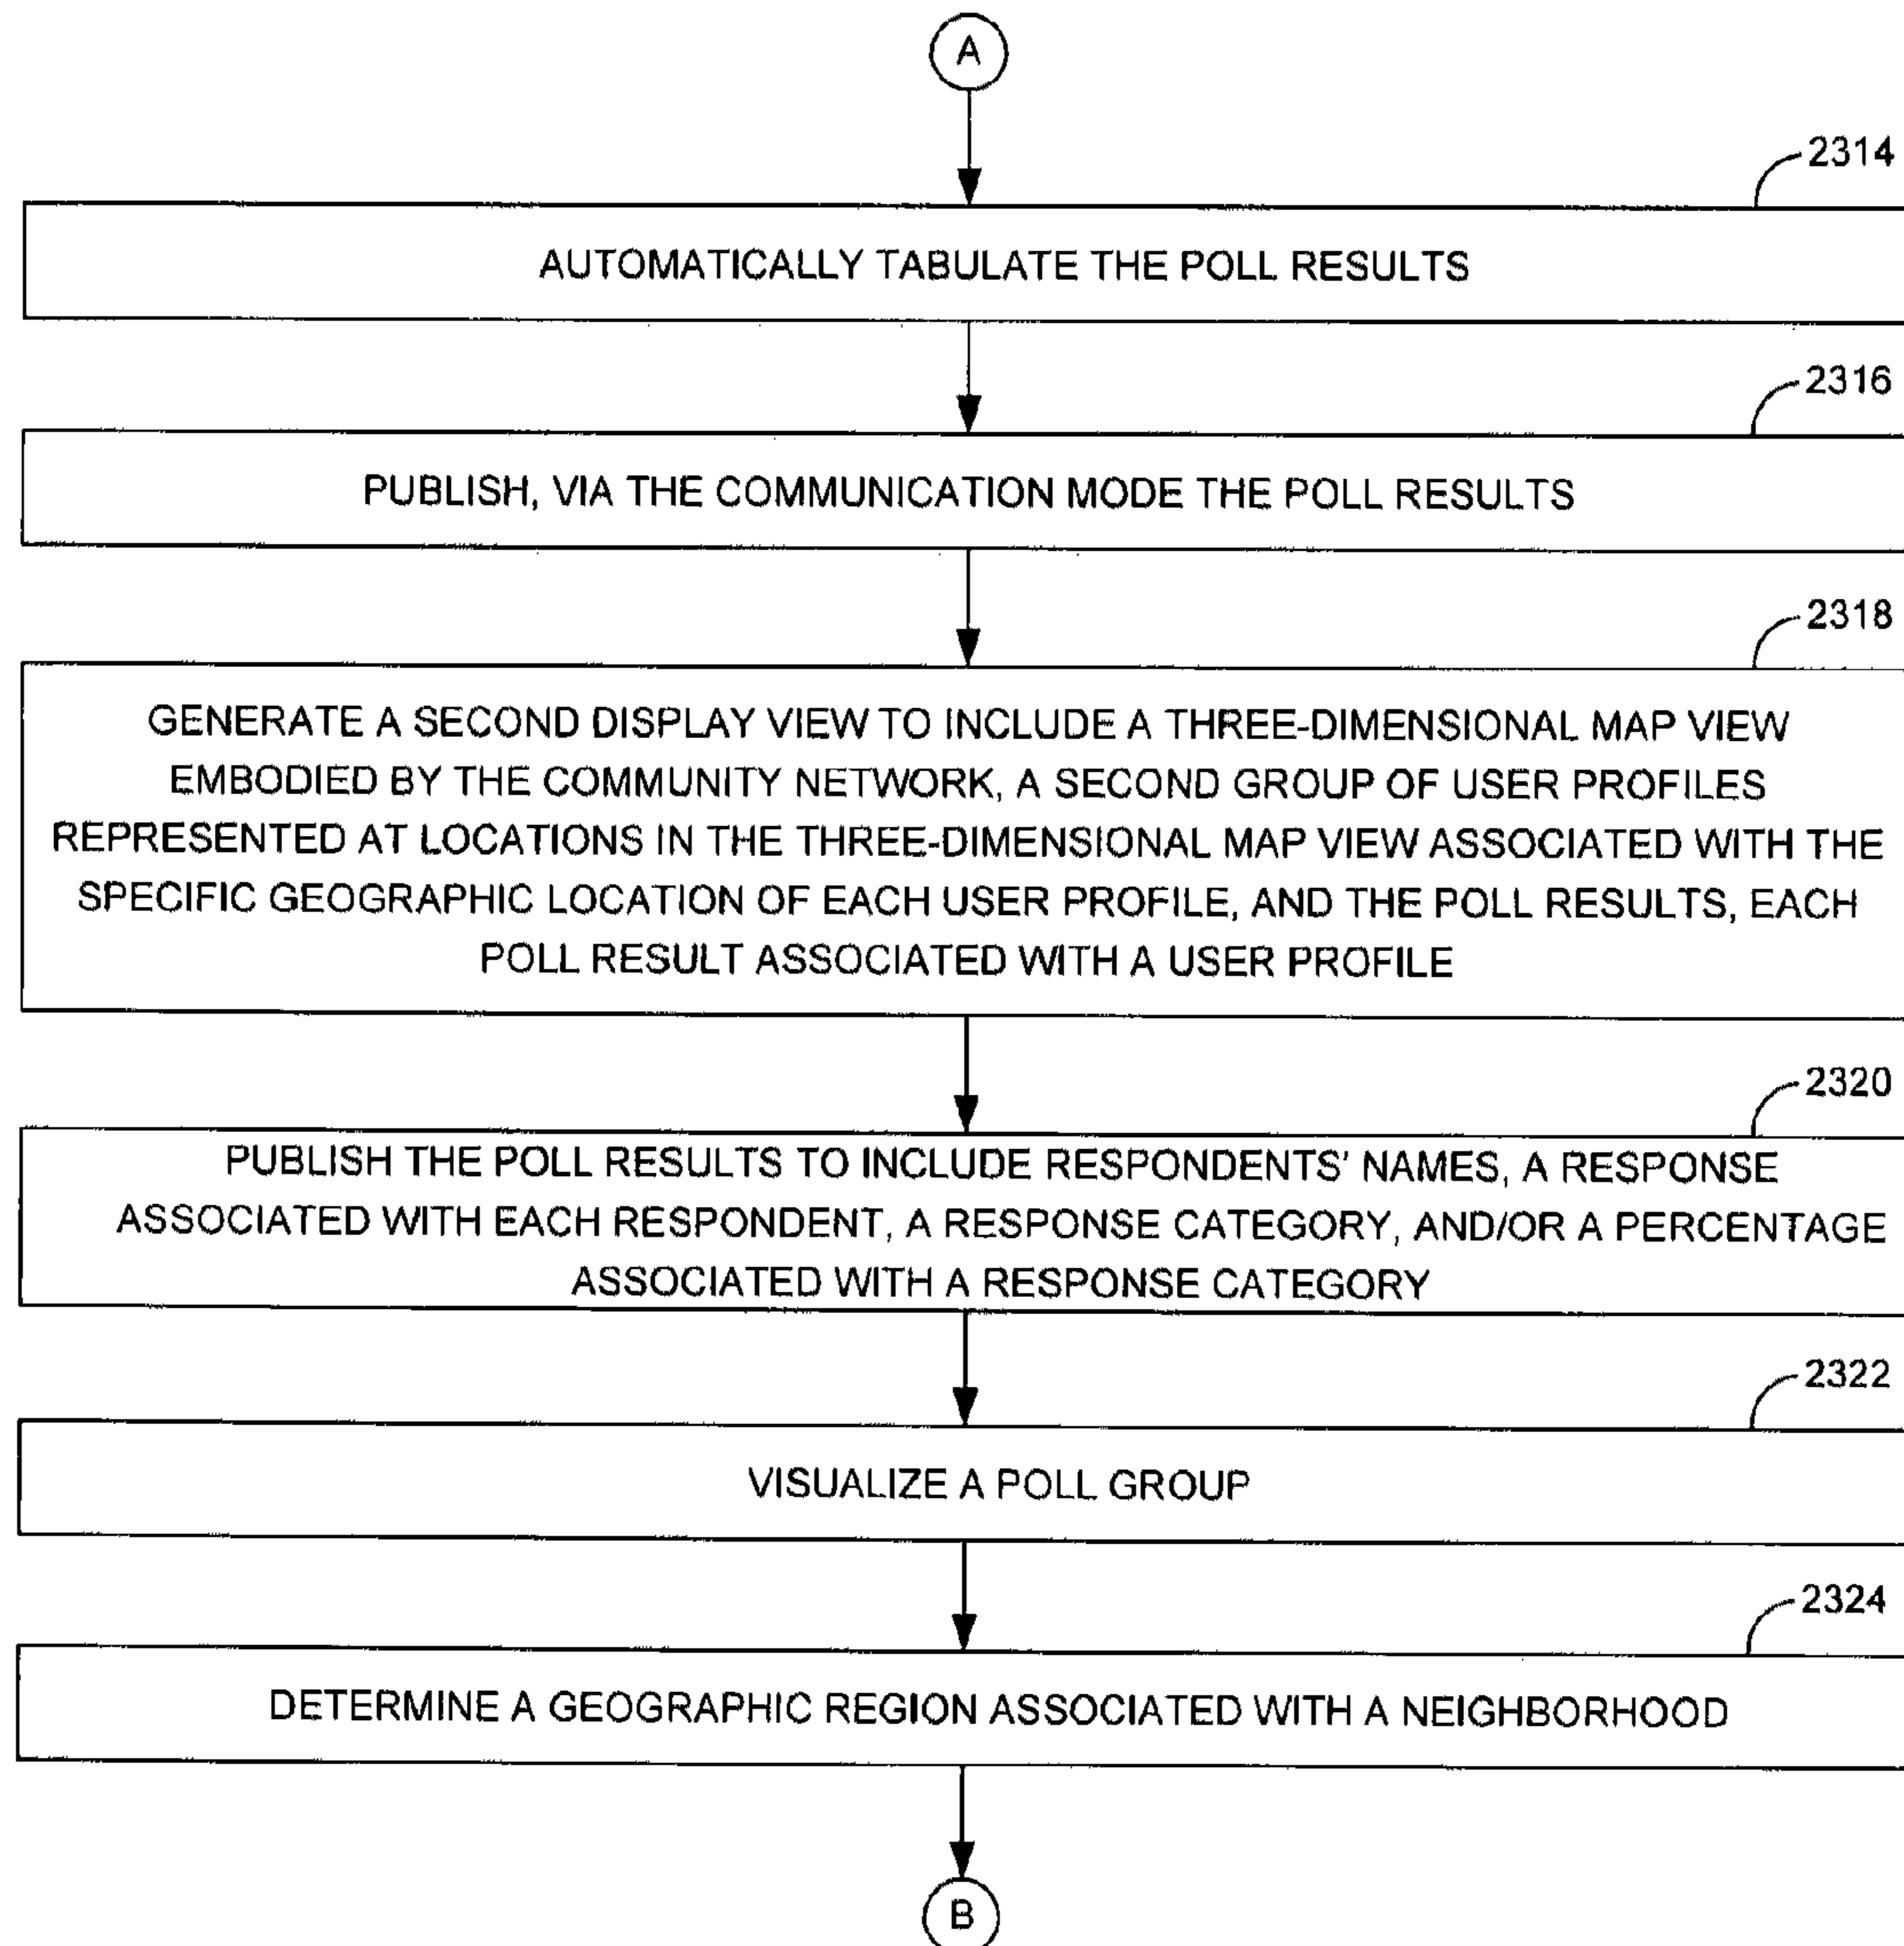 A
2314
AUTOMATICALLY TABULATE THE POLL RESULTS
2316
PUBLISH, VIA THE COMMUNICATION MODE THE POLL RESULTS
2318
GENERATE A SECOND DISPLAY VIEW TO INCLUDE A THREE-DIMENSIONAL MAP VIEW
EMBODIED BY THE COMMUNITY NETWORK, A SECOND GROUP OF USER PROFILES
REPRESENTED AT LOCATIONS IN THE THREE-DIMENSIONAL MAP VIEW ASSOCIATED WITH THE
SPECIFIC GEOGRAPHIC LOCATION OF EACH USER PROFILE, AND THE POLL RESULTS, EACH
POLL RESULT ASSOCIATED WITH A USER PROFILE
2320
PUBLISH THE POLL RESULTS TO INCLUDE RESPONDENTS' NAMES, A RESPONSE
ASSOCIATED WITH EACH RESPONDENT, A RESPONSE CATEGORY, AND/OR A PERCENTAGE
ASSOCIATED WITH A RESPONSE CATEGORY
2322
VISUALIZE A POLL GROUP
2324
DETERMINE A GEOGRAPHIC REGION ASSOCIATED WITH A NEIGHBORHOOD
B